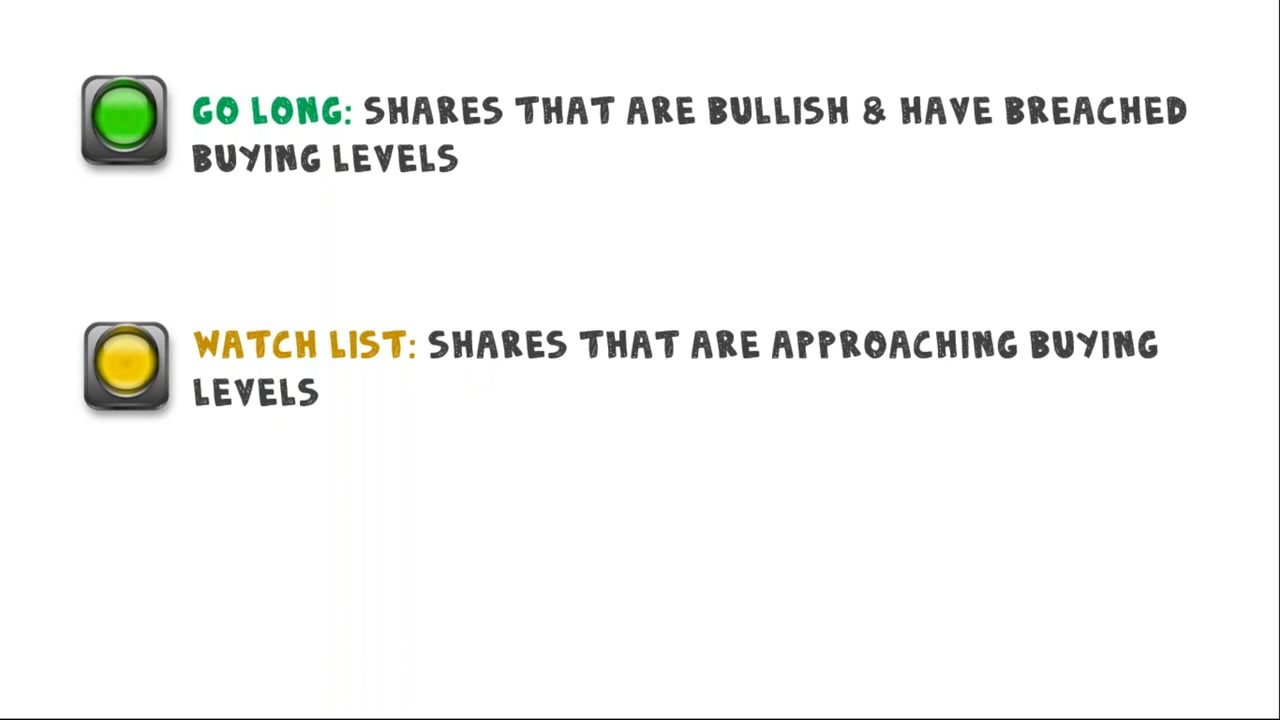 GO LONG: SHARES THAT ARE BULLISH & HAVE BREACHED
BUYING LEVELS
WATCH LIST: SHARES THAT ARE APPROACHING BUYING
LEVELS